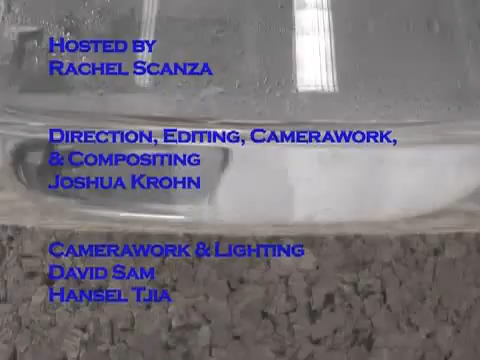 Hosted by
Rachel Scanza
Direction, Editing, Camerawork,
& Compositing
Joshua Krohn
Camerawork & Lighting
David Sam
Hansel Tjia